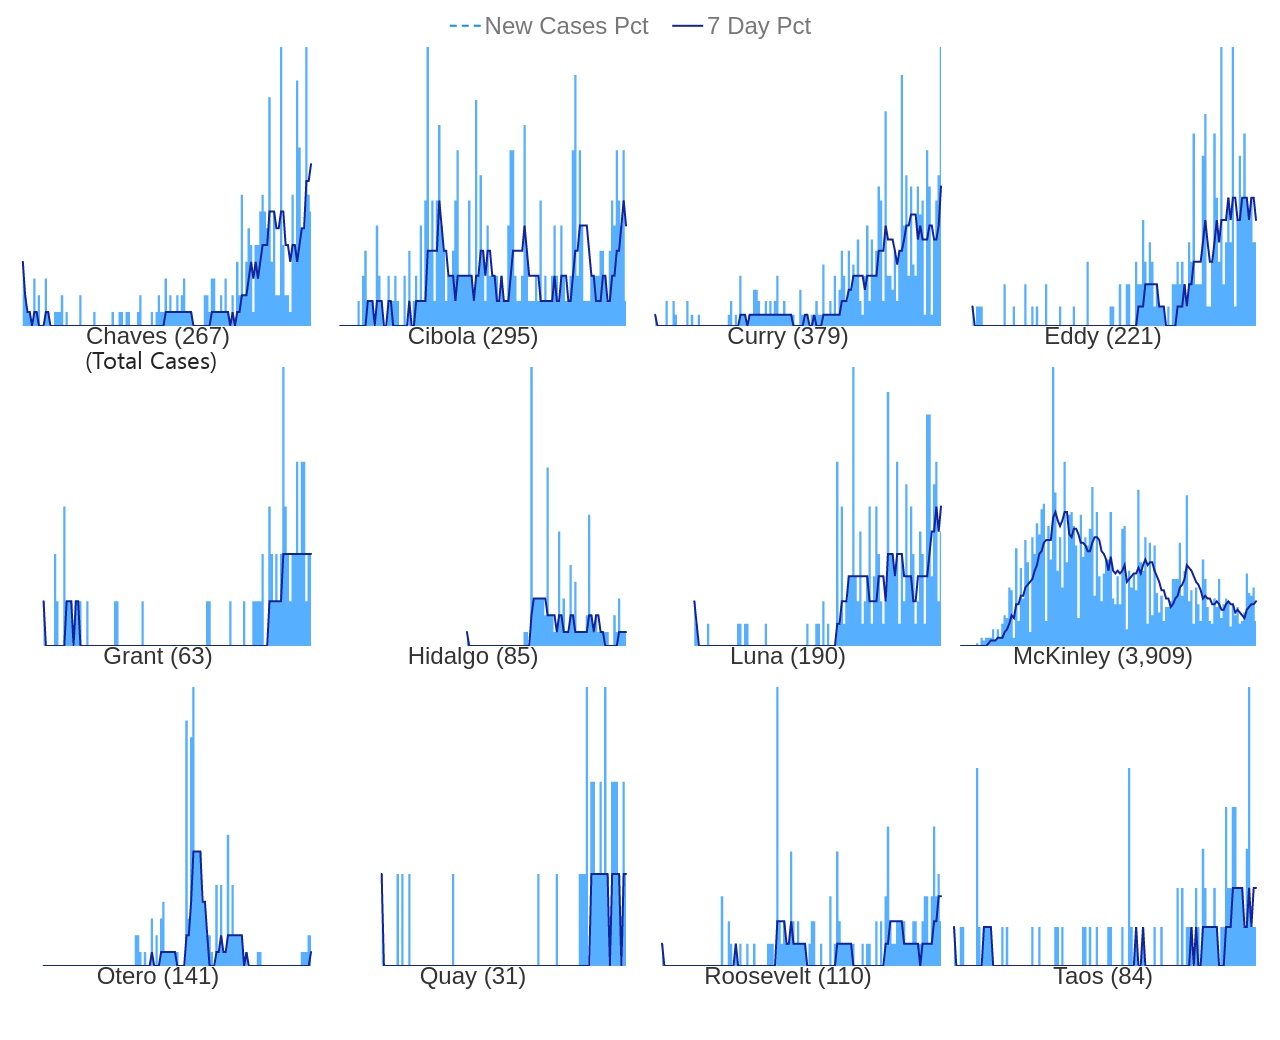 New Cases Pct 7 Day Pct
Chaves (267) Cibola (295) Curry (379) Eddy (221)
(Total Cases)
Grant (63) Hidalgo (85) Luna (190) McKinley (3,909)
Otero (141) Quay (31) Roosevelt (110) Taos (84)